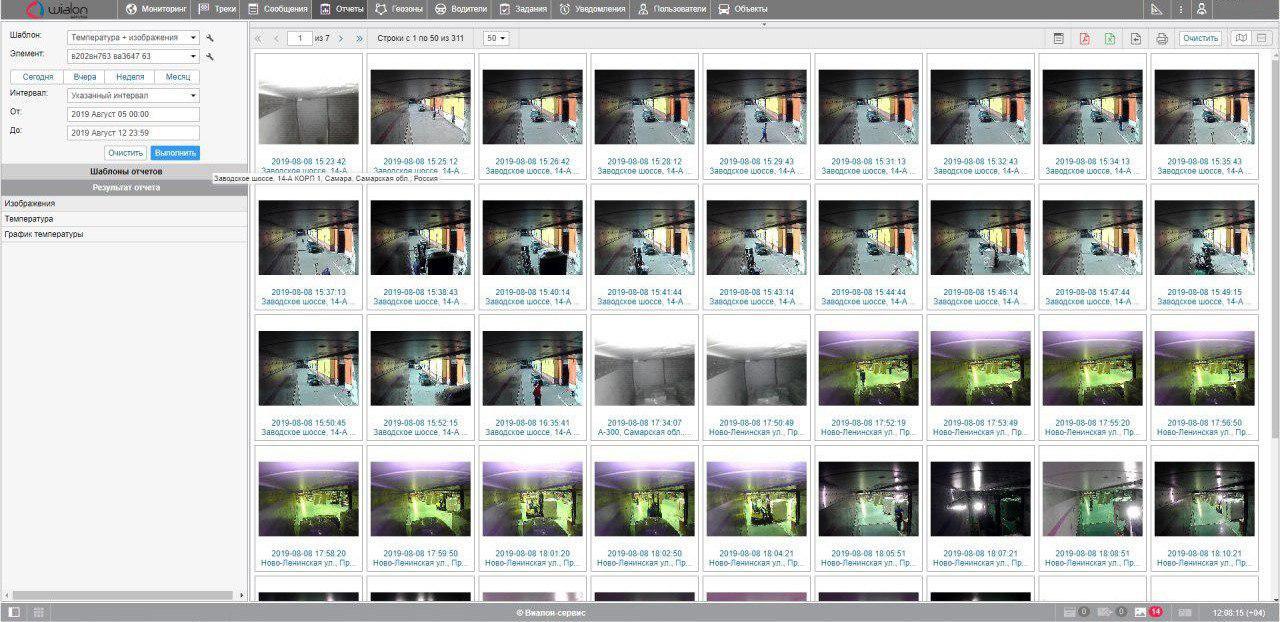 wialon
Мониторинг Треки Сообщения Отчеты Геозоны Водители Задания Уведомления Пользователи Объекты
Шаблон: Температура + изображения
Элемент: в202вн763 ва3647 63
Сегодня Вчера Неделя Месяц
Интервал: Указанный интервал
От: 2019 Август 05 00:00
До: 2019 Август 12 23:59
Очистить Выполнить
Шаблоны отчетов
Результат отчета
Изображения
Температура
График температуры
1 из 7 Строки с 1 по 50 из 311 50 Очистить
2019-08-08 15:23:42 2019-08-08 15:25:12 2019-08-08 15:26:42 2019-08-08 15:28:12 2019-08-08 15:29:43 2019-08-08 15:31:13 2019-08-08 15:32:43 2019-08-08 15:34:13 2019-08-08 15:35:43
Заводское шоссе, 14-А ... Заводское шоссе, 14-А ... Заводское шоссе, 14-А ... Заводское шоссе, 14-А ... Заводское шоссе, 14-А ... Заводское шоссе, 14-А ... Заводское шоссе, 14-А ... Заводское шоссе, 14-А ... Заводское шоссе, 14-А ...
Заводское шоссе, 14-А КОРП 1, Самара, Самарская обл., Россия
2019-08-08 15:37:13 2019-08-08 15:38:43 2019-08-08 15:40:14 2019-08-08 15:41:44 2019-08-08 15:43:14 2019-08-08 15:44:44 2019-08-08 15:46:14 2019-08-08 15:47:44 2019-08-08 15:49:15
Заводское шоссе, 14-А ... Заводское шоссе, 14-А ... Заводское шоссе, 14-А ... Заводское шоссе, 14-А ... Заводское шоссе, 14-А ... Заводское шоссе, 14-А ... Заводское шоссе, 14-А ... Заводское шоссе, 14-А ... Заводское шоссе, 14-А ...
2019-08-08 15:50:45 2019-08-08 15:52:15 2019-08-08 16:35:41 2019-08-08 17:34:07 2019-08-08 17:50:49 2019-08-08 17:52:19 2019-08-08 17:53:49 2019-08-08 17:55:20 2019-08-08 17:56:50
Заводское шоссе, 14-А ... Заводское шоссе, 14-А ... Заводское шоссе, 14-А ... А-300, Самарская обл., ... Ново-Ленинская ул., Пр... Ново-Ленинская ул., Пр... Ново-Ленинская ул., Пр... Ново-Ленинская ул., Пр... Ново-Ленинская ул., Пр...
2019-08-08 17:58:20 2019-08-08 17:59:50 2019-08-08 18:01:20 2019-08-08 18:02:50 2019-08-08 18:04:21 2019-08-08 18:05:51 2019-08-08 18:07:21 2019-08-08 18:08:51 2019-08-08 18:10:21
Ново-Ленинская ул., Пр... Ново-Ленинская ул., Пр... Ново-Ленинская ул., Пр... Ново-Ленинская ул., Пр... Ново-Ленинская ул., Пр... Ново-Ленинская ул., Пр... Ново-Ленинская ул., Пр... Ново-Ленинская ул., Пр... Ново-Ленинская ул., Пр...
© Виалон-сервис 0 0 14 12:08:15 (+04)